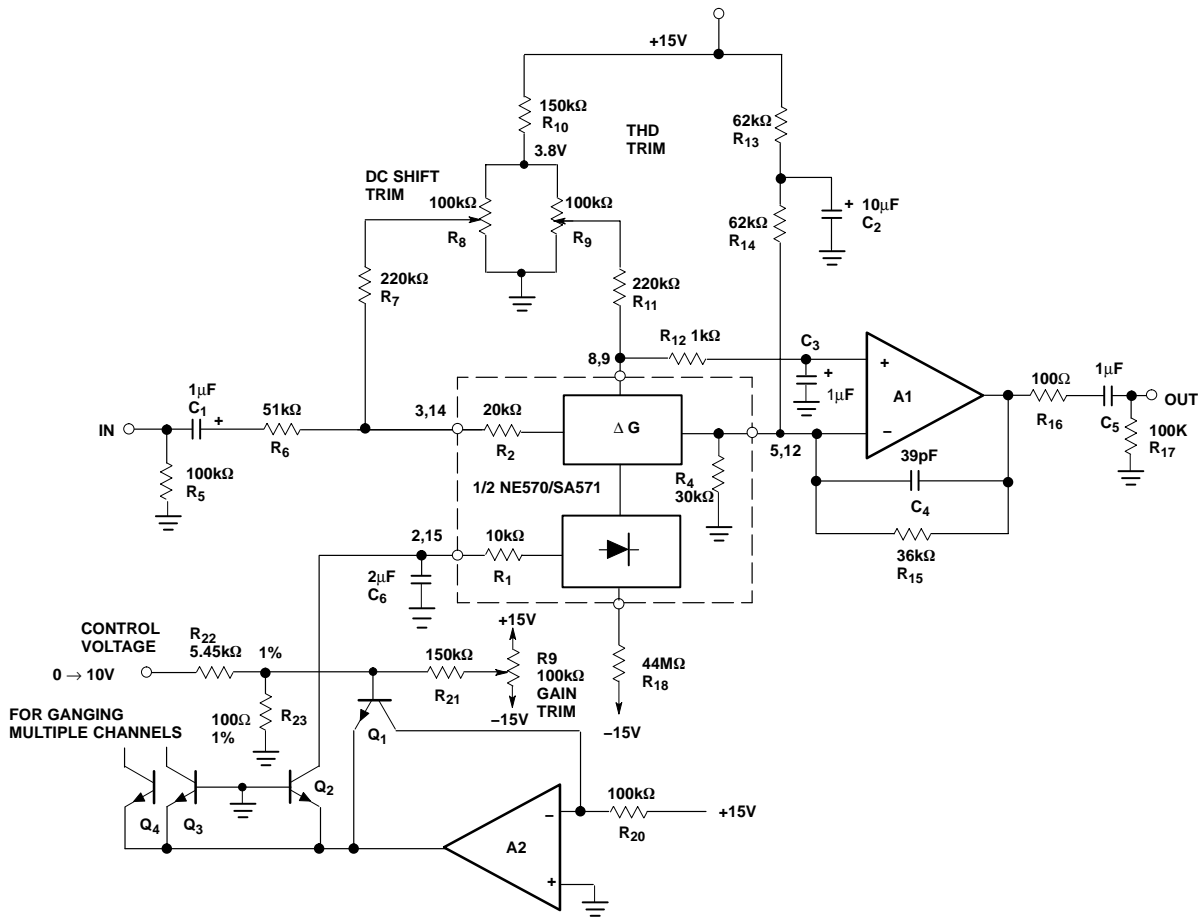 +15V
150kΩ
R10
THD
TRIM
62kΩ
R13
3.8V
DC SHIFT
TRIM
100kΩ
R8
100kΩ
R9
62kΩ
R14
+
10µF
C2
220kΩ
R7
220kΩ
R11
R12 1kΩ
C3
8,9
+
1µF
+
A1
−
1µF
C1
+
51kΩ
R6
3,14
20kΩ
R2
Δ G
5,12
100Ω
R16
1µF
C5
OUT
100K
R17
IN
100kΩ
R5
R4
30kΩ
39pF
C4
1/2 NE570/SA571
36kΩ
R15
2,15
10kΩ
R1
2µF
C6
CONTROL
VOLTAGE
0 → 10V
R22
5.45kΩ
1%
150kΩ
R21
+15V
R9
100kΩ
GAIN
TRIM
−15V
44MΩ
R18
−15V
FOR GANGING
MULTIPLE CHANNELS
100Ω
1%
R23
Q1
Q2
Q4
Q3
100kΩ
R20
+15V
−
A2
+